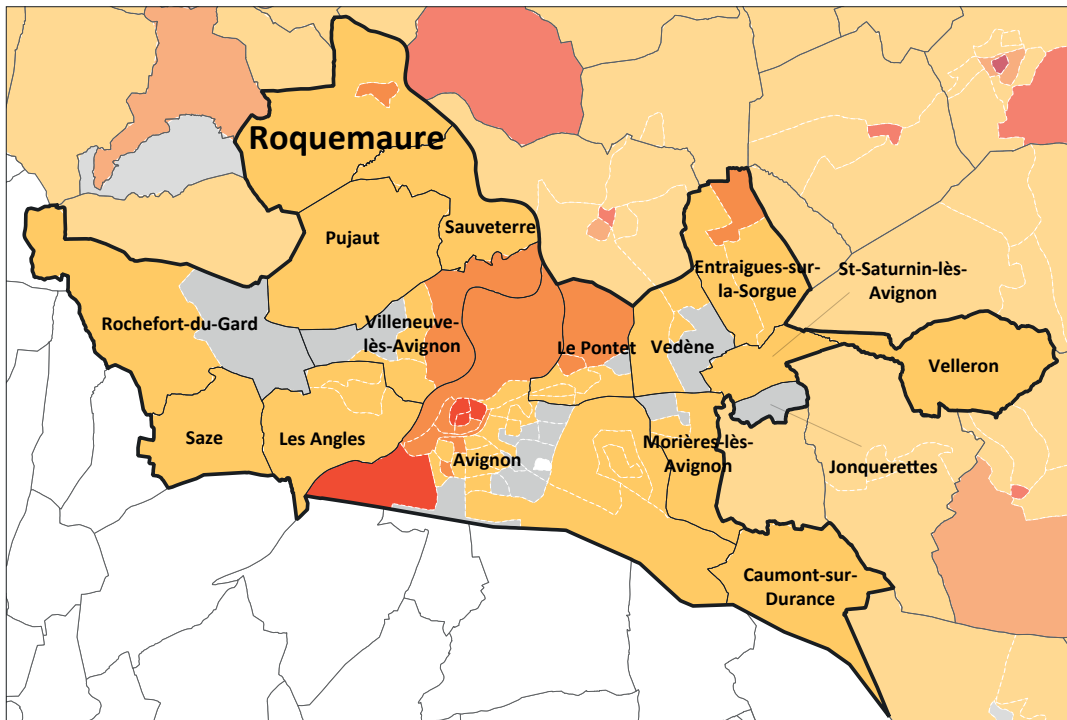 Roquemaure
Pujaut
Sauveterre
Entraigues-sur-
la-Sorgue
St-Saturnin-lès-
Avignon
Rochefort-du-Gard
Villeneuve-
lès-Avignon
Le Pontet
Vedène
Velleron
Saze
Les Angles
Avignon
Morières-lès-
Avignon
Jonquerettes
Caumont-sur-
Durance